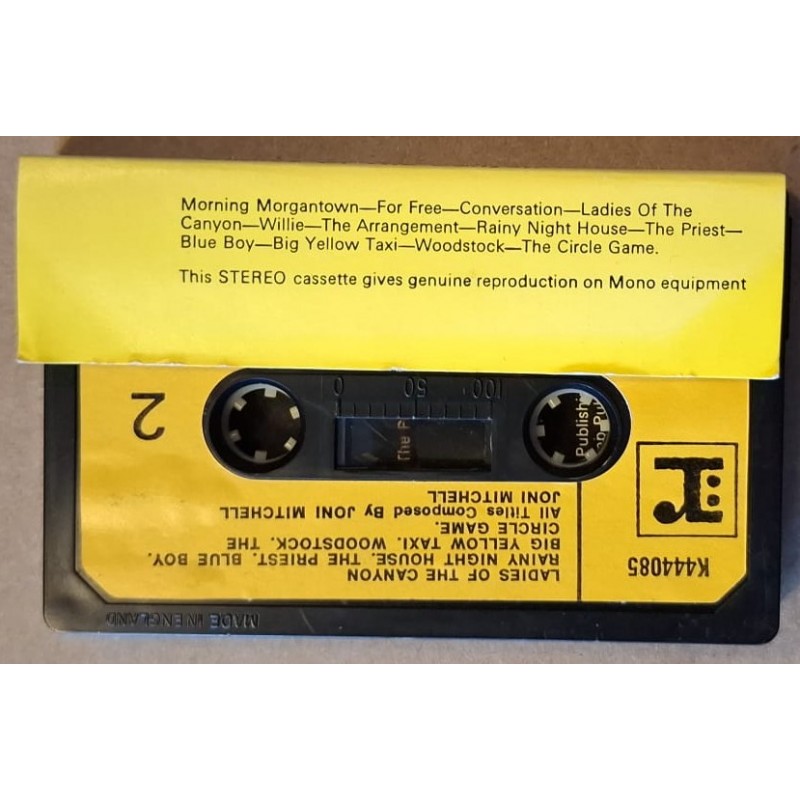 Morning Morgantown—For Free—Conversation—Ladies Of The
Canyon—Willie—The Arrangement—Rainy Night House—The Priest—
Blue Boy—Big Yellow Taxi—Woodstock—The Circle Game.
This STEREO cassette gives genuine reproduction on Mono equipment
2
0 50 100
The P
Publishi
K444085
LADIES OF THE CANYON
RAINY NIGHT HOUSE. THE PRIEST. BLUE BOY.
BIG YELLOW TAXI. WOODSTOCK. THE
CIRCLE GAME.
All Titles Composed By JONI MITCHELL
JONI MITCHELL
MADE IN ENGLAND